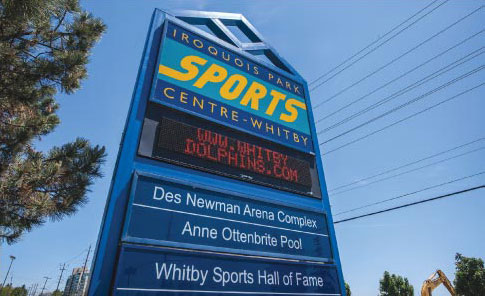 IROQUOIS PARK
SPORTS
CENTRE-WHITBY
WWW.WHITBY
DOLPHINS.COM
Des Newman Arena Complex
Anne Ottenbrite Pool
Whitby Sports Hall of Fame